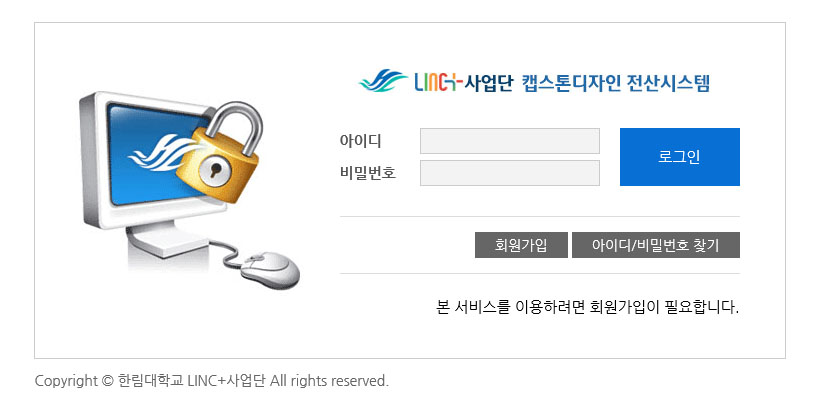 LINC+사업단 캡스톤디자인 전산시스템
아이디
비밀번호
로그인
회원가입
아이디/비밀번호 찾기
본 서비스를 이용하려면 회원가입이 필요합니다.
Copyright © 한림대학교 LINC+사업단 All rights reserved.